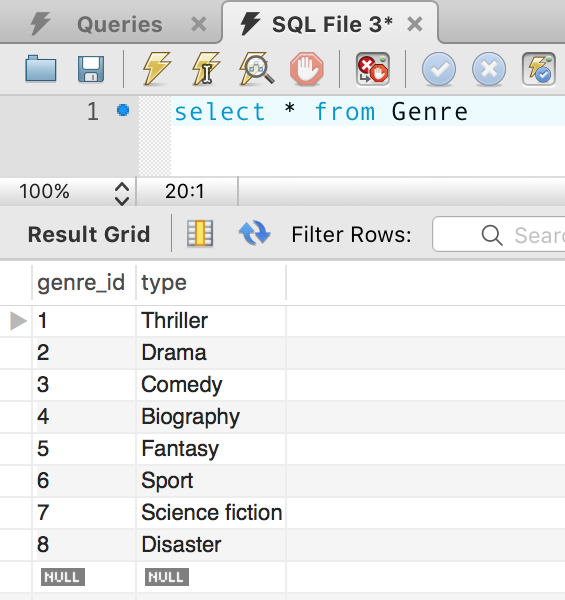 Queries
SQL File 3*
1
select * from Genre
100%
20:1
Result Grid
Filter Rows:
Sear
genre_id type
1 Thriller
2 Drama
3 Comedy
4 Biography
5 Fantasy
6 Sport
7 Science fiction
8 Disaster
NULL NULL